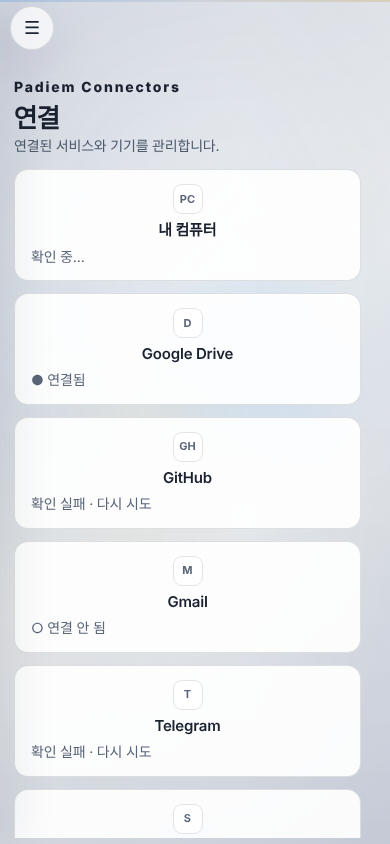 ☰
Padiem Connectors
연결
연결된 서비스와 기기를 관리합니다.
PC
내 컴퓨터
확인 중...
D
Google Drive
● 연결됨
GH
GitHub
확인 실패 · 다시 시도
M
Gmail
○ 연결 안 됨
T
Telegram
확인 실패 · 다시 시도
S